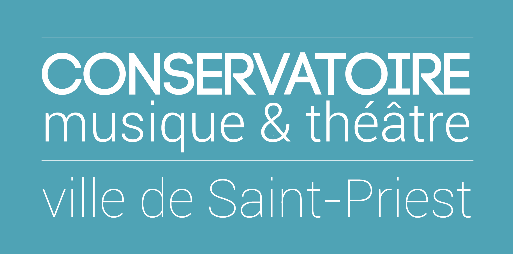 CONSERVATOIRE
musique & théâtre
ville de Saint-Priest